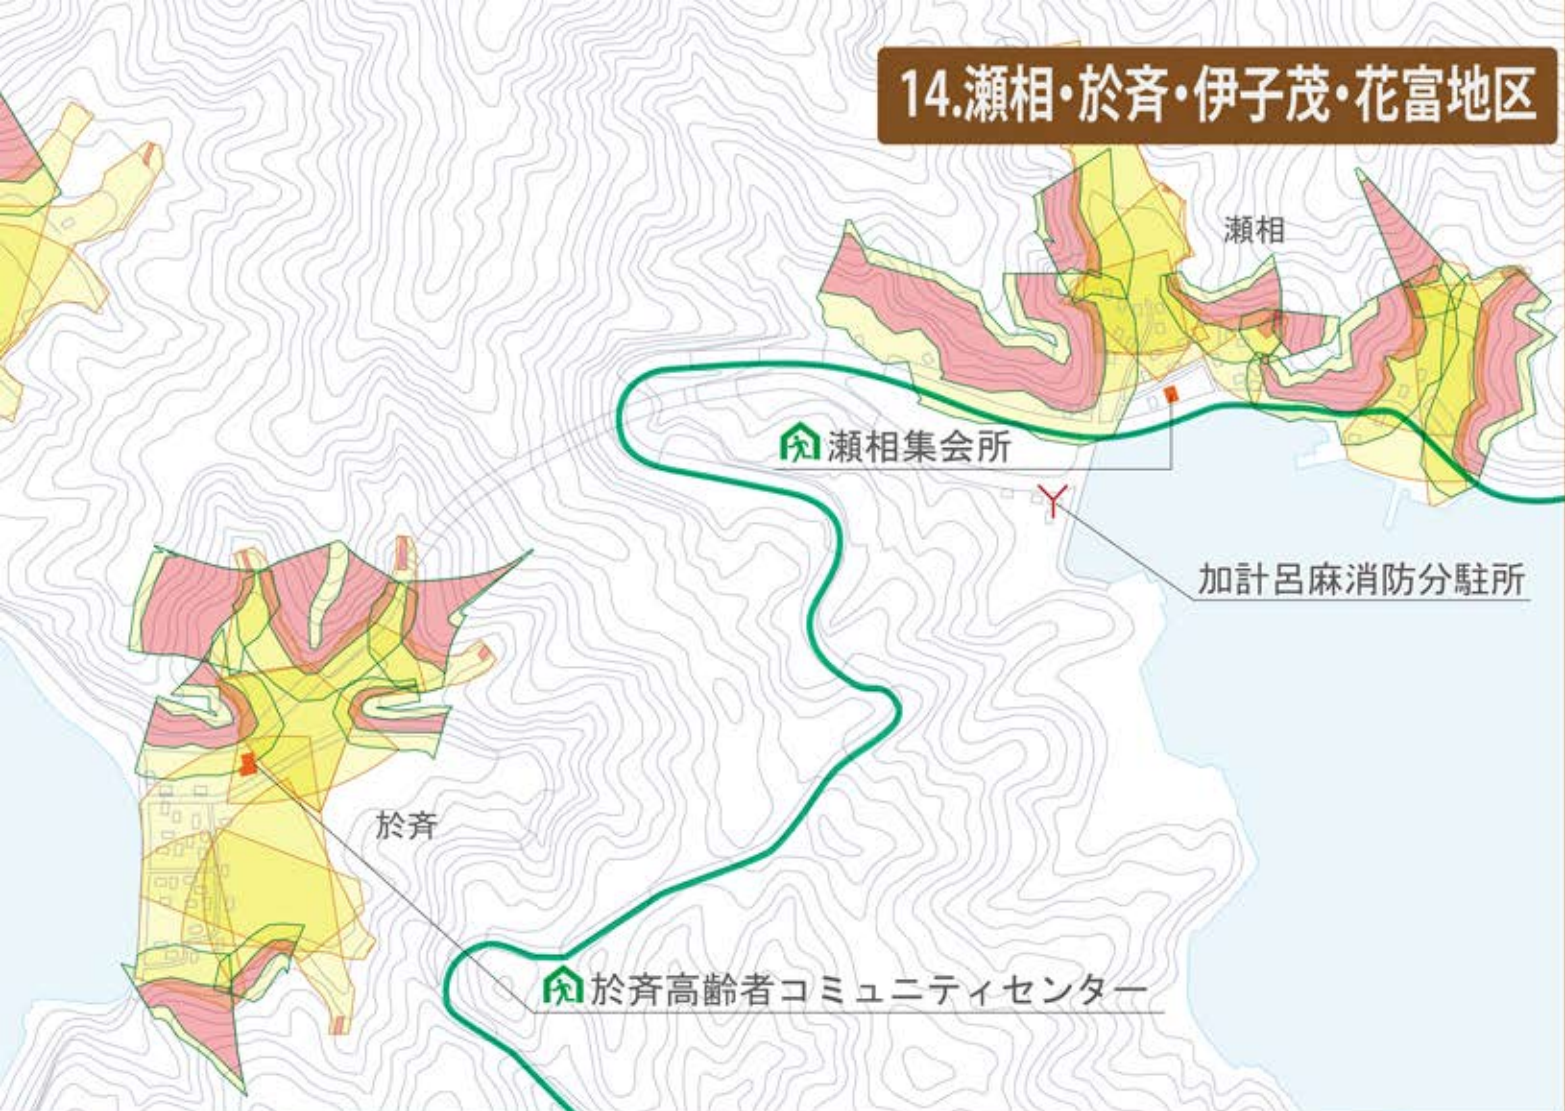 14.瀬相・於斉・伊子茂・花富地区
瀬相
瀬相集会所
加計呂麻消防分駐所
於斉
於斉高齢者コミュニティセンター